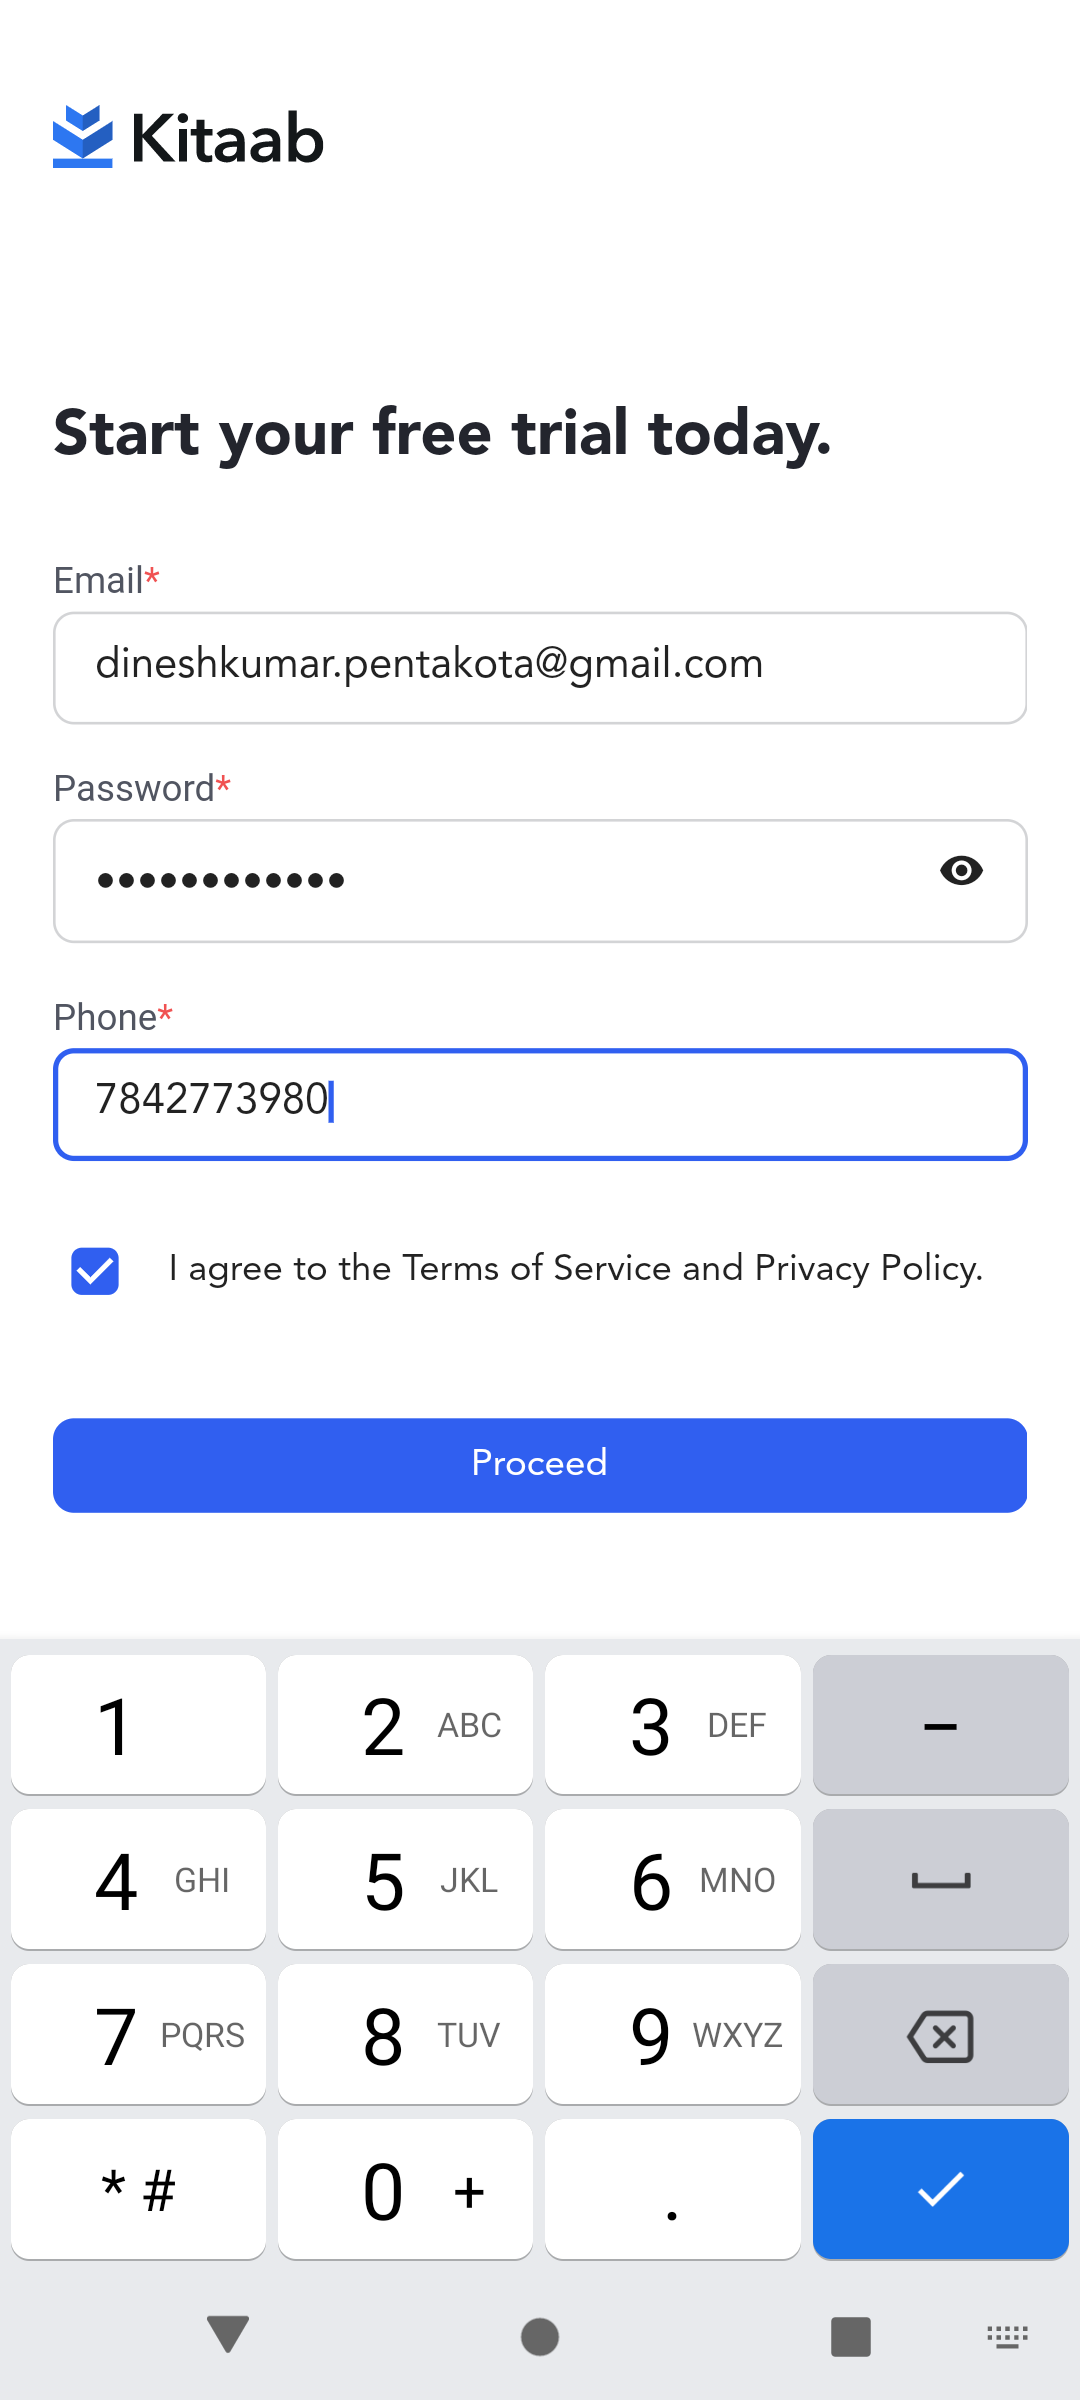 Kitaab
Start your free trial today.
Email*
dineshkumar.pentakota@gmail.com
Password*
••••••••••••
Phone*
7842773980
I agree to the Terms of Service and Privacy Policy.
Proceed
1 2 ABC 3 DEF –
4 GHI 5 JKL 6 MNO
7 PQRS 8 TUV 9 WXYZ
* # 0 + .